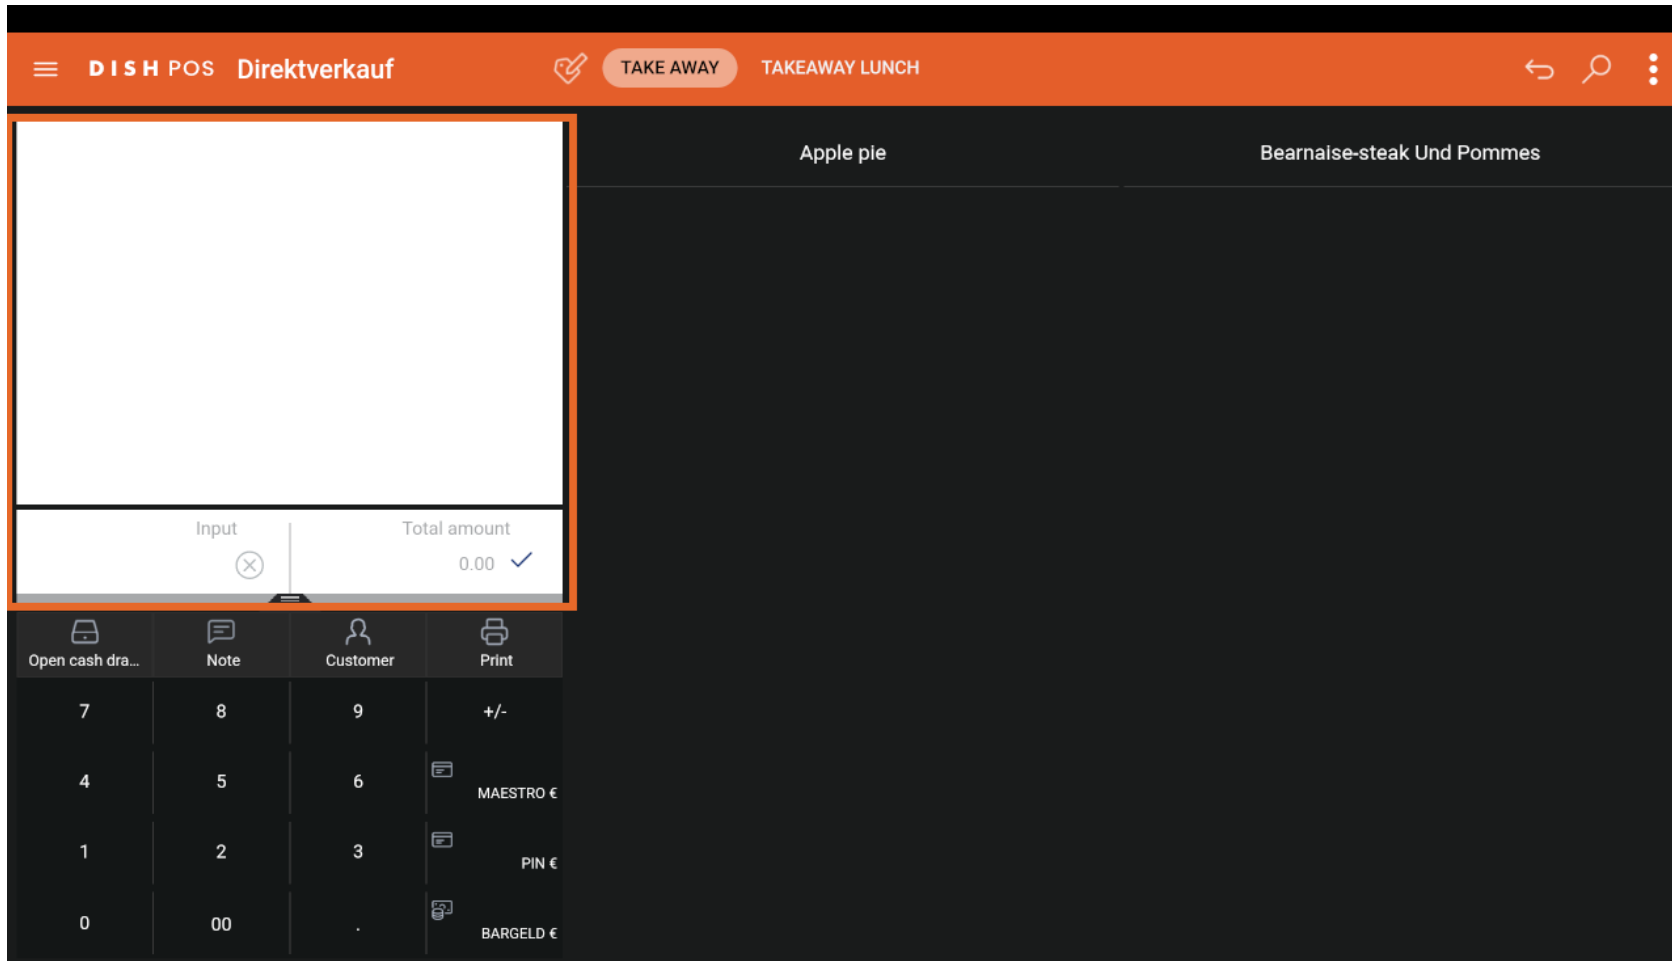 DISH POS Direktverkauf TAKE AWAY TAKEAWAY LUNCH
Apple pie Bearnaise-steak Und Pommes
Input Total amount
0.00
Open cash dra... Note Customer Print
7 8 9 +/-
4 5 6 MAESTRO €
1 2 3 PIN €
0 00 . BARGELD €